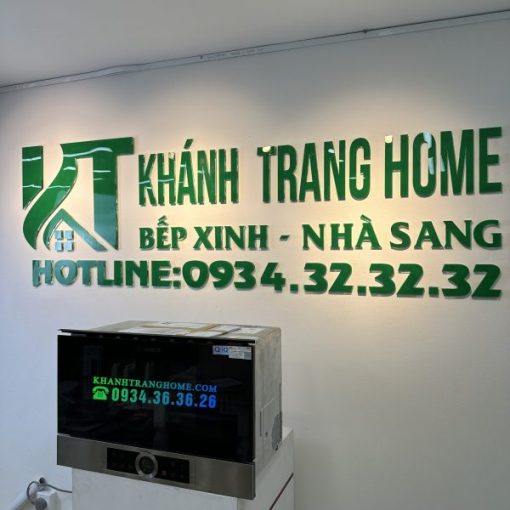 KT KHÁNH TRANG HOME
BẾP XINH - NHÀ SANG
HOTLINE:0934.32.32.32
KHANHTRANGHOME.COM
☎0934.36.36.26